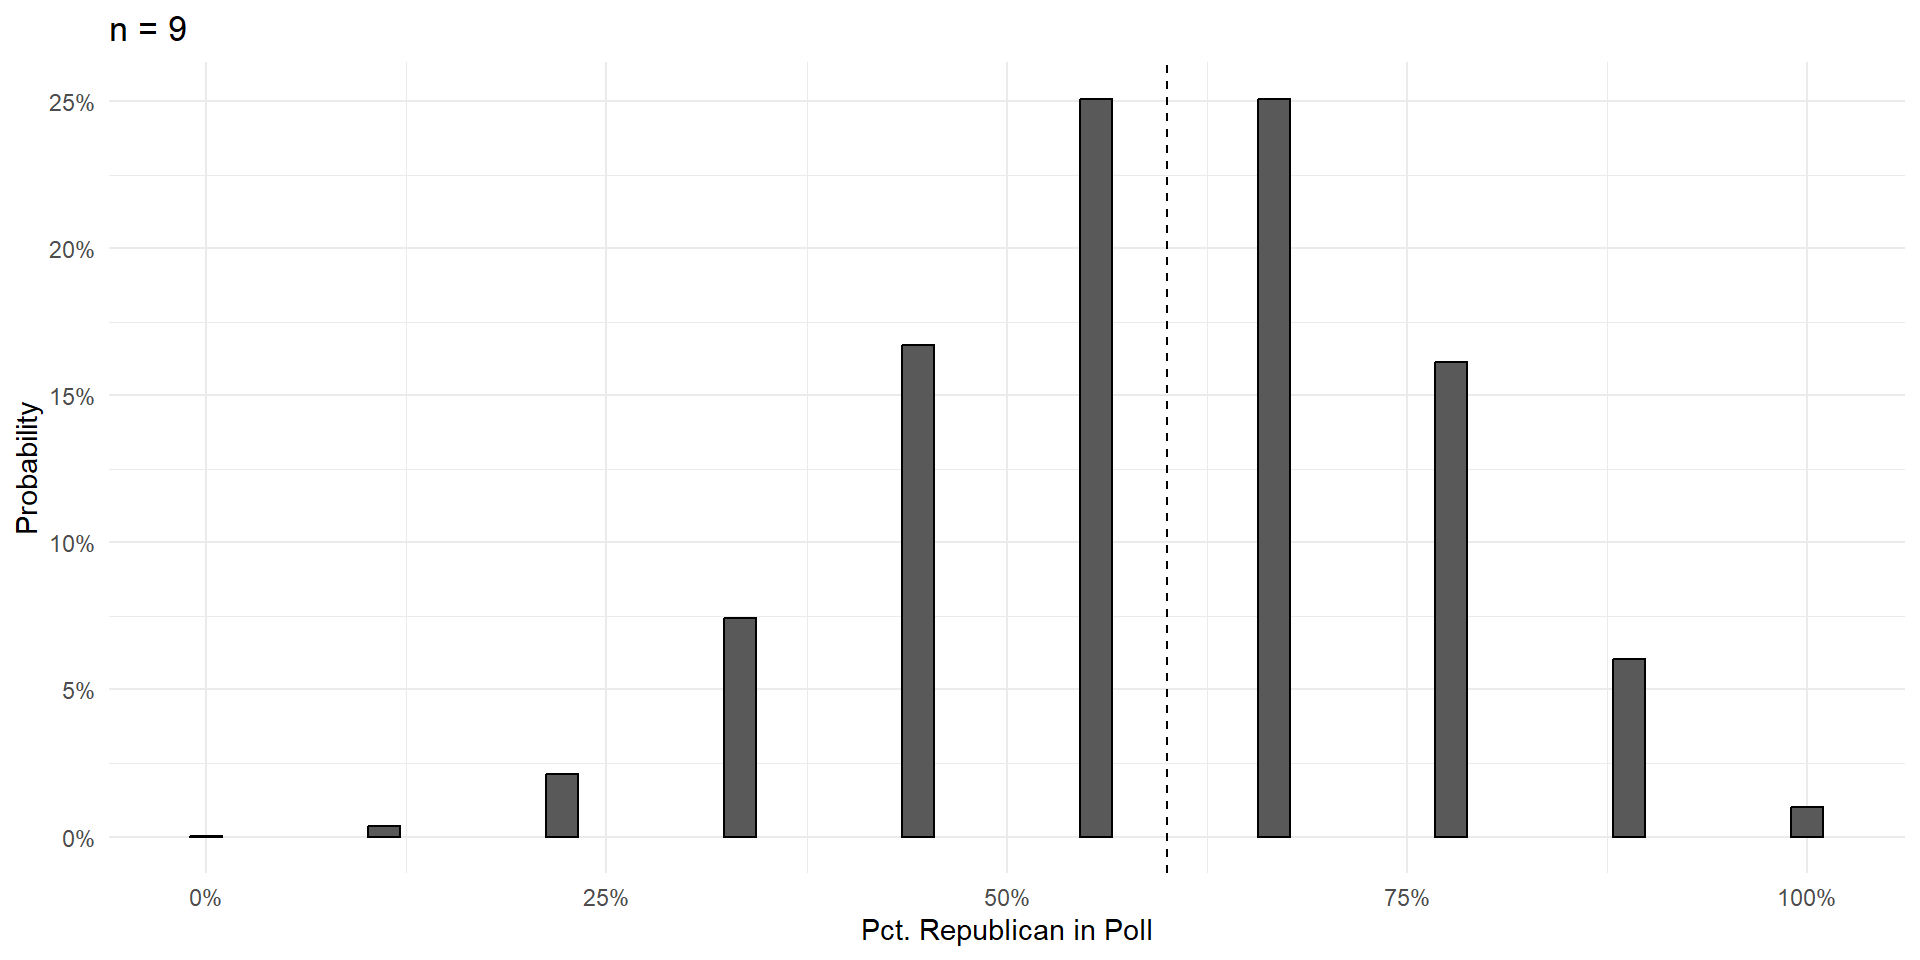 n = 9
Probability
25%
20%
15%
10%
5%
0%
0% 25% 50% 75% 100%
Pct. Republican in Poll